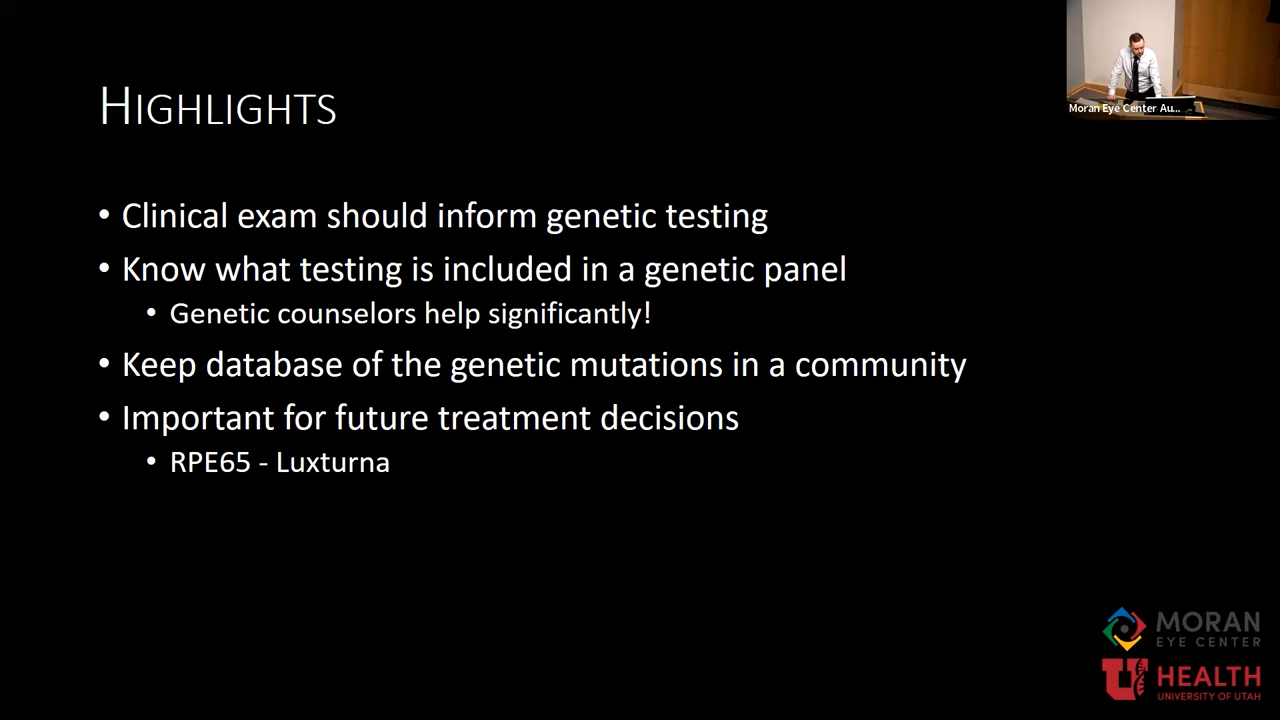 Moran Eye Center Au...
HIGHLIGHTS
• Clinical exam should inform genetic testing
• Know what testing is included in a genetic panel
• Genetic counselors help significantly!
• Keep database of the genetic mutations in a community
• Important for future treatment decisions
• RPE65 - Luxturna
MORAN
EYE CENTER
U HEALTH
UNIVERSITY OF UTAH